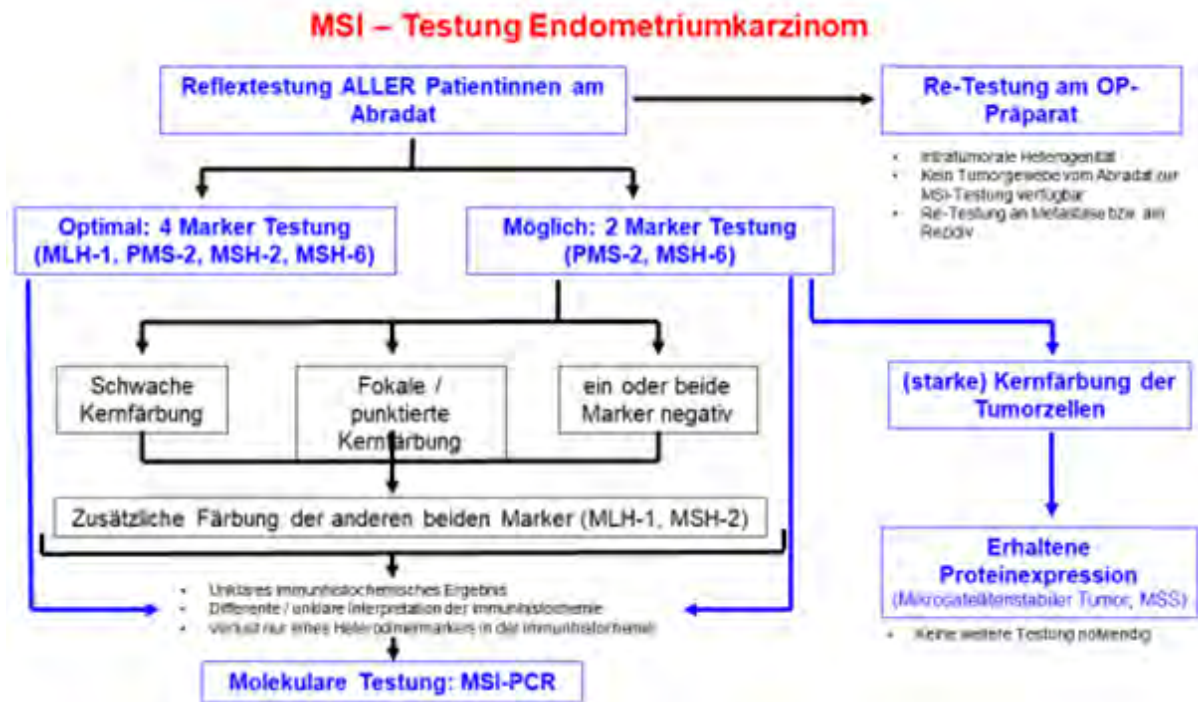 MSI – Testung Endometriumkarzinom
Reflextestung ALLER Patientinnen am
Abradat
Re-Testung am OP-
Präparat
• Intratumorale Heterogenität
• Kein Tumorgewebe vom Abradat zur
MSI-Testung verfügbar
• Re-Testung an Metastase bzw. am
Rezidiv
Optimal: 4 Marker Testung
(MLH-1, PMS-2, MSH-2, MSH-6)
Möglich: 2 Marker Testung
(PMS-2, MSH-6)
Schwache
Kernfärbung
Fokale /
punktierte
Kernfärbung
ein oder beide
Marker negativ
(starke) Kernfärbung der
Tumorzellen
Zusätzliche Färbung der anderen beiden Marker (MLH-1, MSH-2)
• Unklares immunhistochemisches Ergebnis
• Differente / unklare Interpretation der Immunhistochemie
• Verlust nur eines Heterodimermarkers in der Immunhistochemie
Erhaltene
Proteinexpression
(Mikrosatellitenstabiler Tumor, MSS)
• Keine weitere Testung notwendig
Molekulare Testung: MSI-PCR